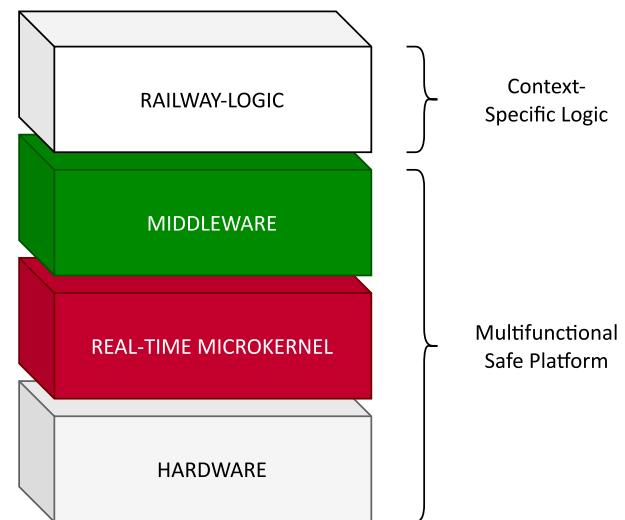 RAILWAY-LOGIC
Context-
Specific Logic
MIDDLEWARE
REAL-TIME MICROKERNEL
Multifunctional
Safe Platform
HARDWARE